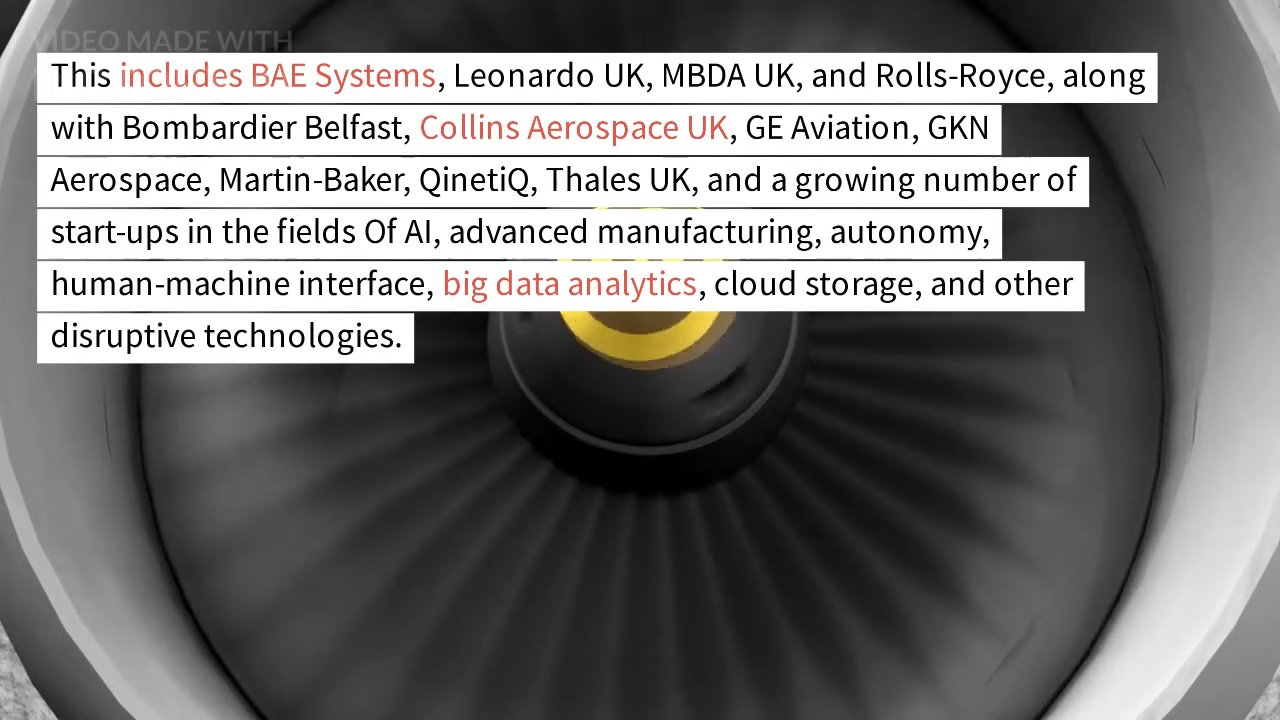 VIDEO MADE WITH
This includes BAE Systems, Leonardo UK, MBDA UK, and Rolls-Royce, along
with Bombardier Belfast, Collins Aerospace UK, GE Aviation, GKN
Aerospace, Martin-Baker, QinetiQ, Thales UK, and a growing number of
start-ups in the fields Of AI, advanced manufacturing, autonomy,
human-machine interface, big data analytics, cloud storage, and other
disruptive technologies.